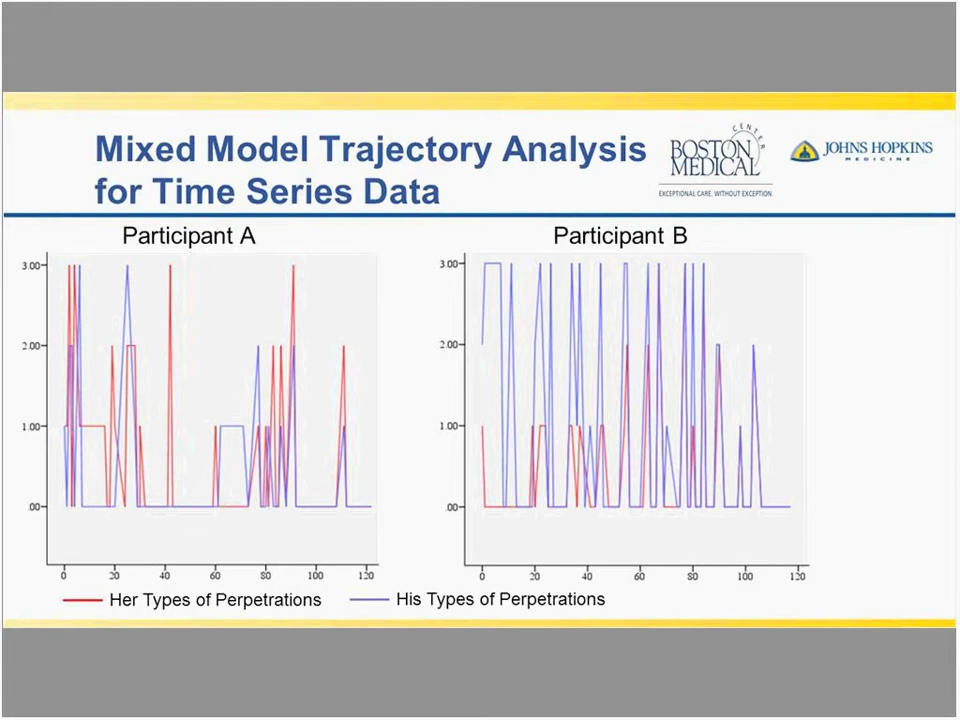 Mixed Model Trajectory Analysis
for Time Series Data
CENTER
BOSTON
MEDICAL
EXCEPTIONAL CARE. WITHOUT EXCEPTION.
JOHNS HOPKINS
MEDICINE
Participant A
3.00
2.00
1.00
.00
0 20 40 60 80 100 120
Participant B
3.00
2.00
1.00
.00
0 20 40 60 80 100 120
Her Types of Perpetrations
His Types of Perpetrations